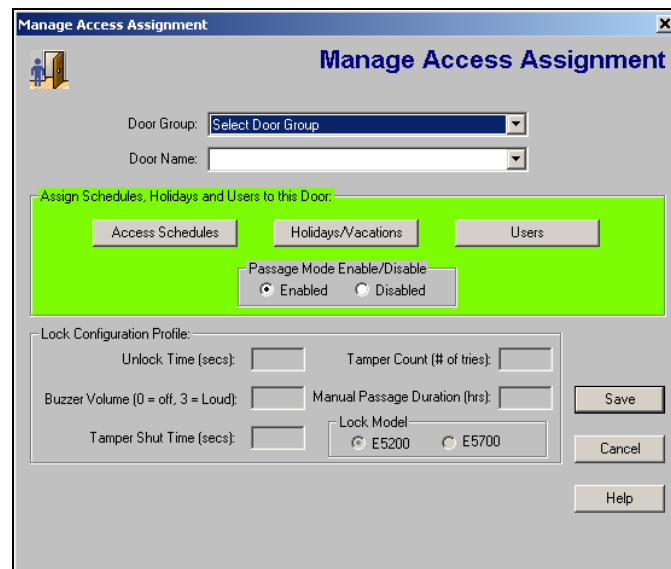 Manage Access Assignment
Manage Access Assignment
Door Group: Select Door Group
Door Name:
Assign Schedules, Holidays and Users to this Door:
Access Schedules Holidays/Vacations Users
Passage Mode Enable/Disable
Enabled Disabled
Lock Configuration Profile:
Unlock Time (secs): Tamper Count (# of tries):
Buzzer Volume (0 = off, 3 = Loud): Manual Passage Duration (hrs): Save
Lock Model
Tamper Shut Time (secs): E5200 E5700 Cancel
Help